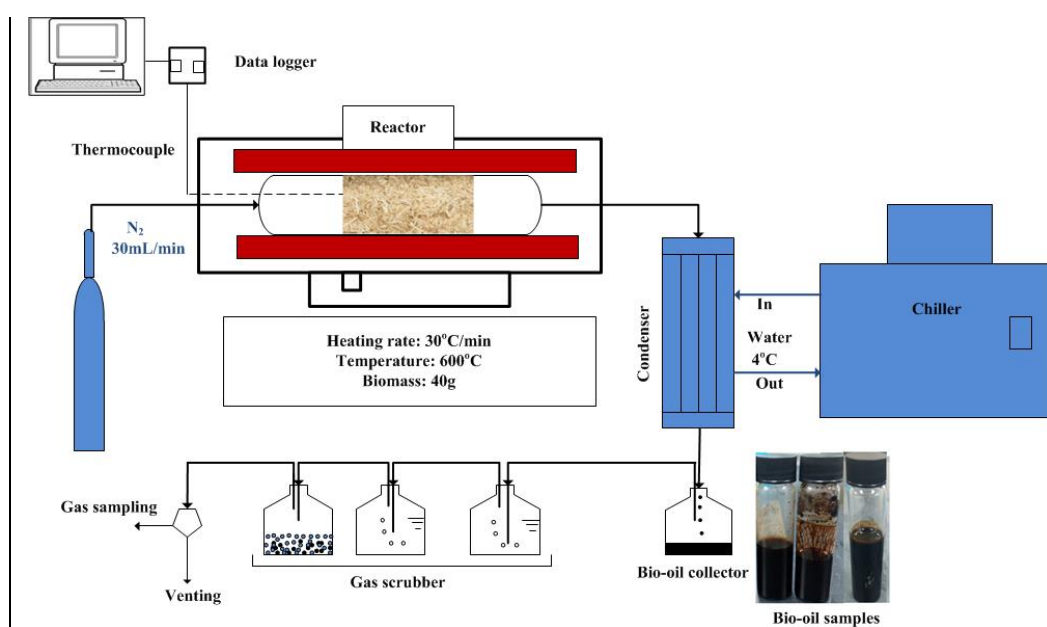 Data logger
Reactor
Thermocouple
N₂
30mL/min
In
Chiller
Condenser
Water
4°C
Out
Heating rate: 30°C/min
Temperature: 600°C
Biomass: 40g
Gas sampling
Gas scrubber
Bio-oil collector
Venting
Bio-oil samples